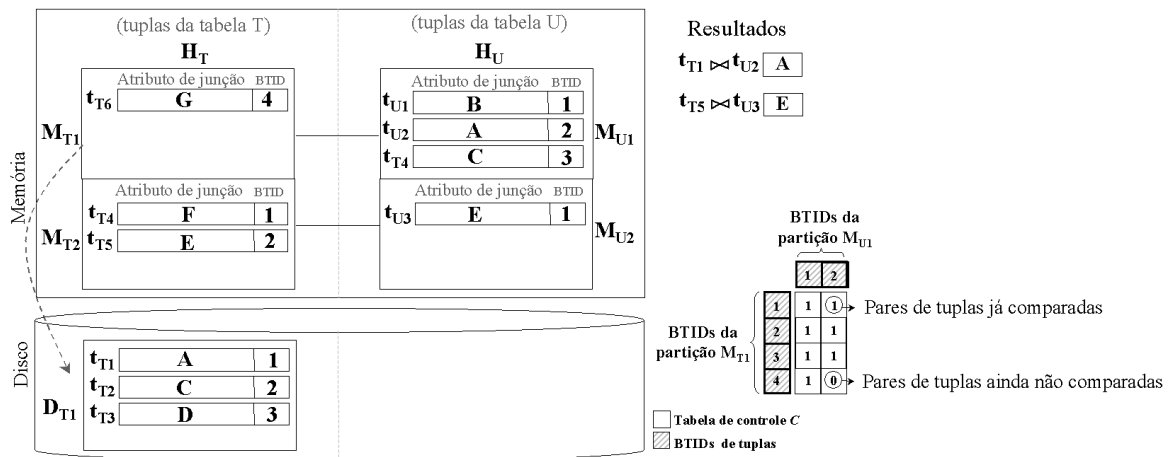 (tuplas da tabela T)
H_T
(tuplas da tabela U)
H_U
Memória
M_T1
Atributo de junção BTID
t_T6 G 4
Atributo de junção BTID
t_U1 B 1
t_U2 A 2
t_T4 C 3
M_U1
M_T2
Atributo de junção BTID
t_T4 F 1
t_T5 E 2
Atributo de junção BTID
t_U3 E 1
M_U2
Disco
D_T1
t_T1 A 1
t_T2 C 2
t_T3 D 3
Resultados
t_T1 ⋈ t_U2 A
t_T5 ⋈ t_U3 E
BTIDs da
partição M_U1
1 2
BTIDs da
partição M_T1
1 1 1 Pares de tuplas já comparadas
2 1 1
3 1 1
4 1 0 Pares de tuplas ainda não comparadas
Tabela de controle C
BTIDs de tuplas